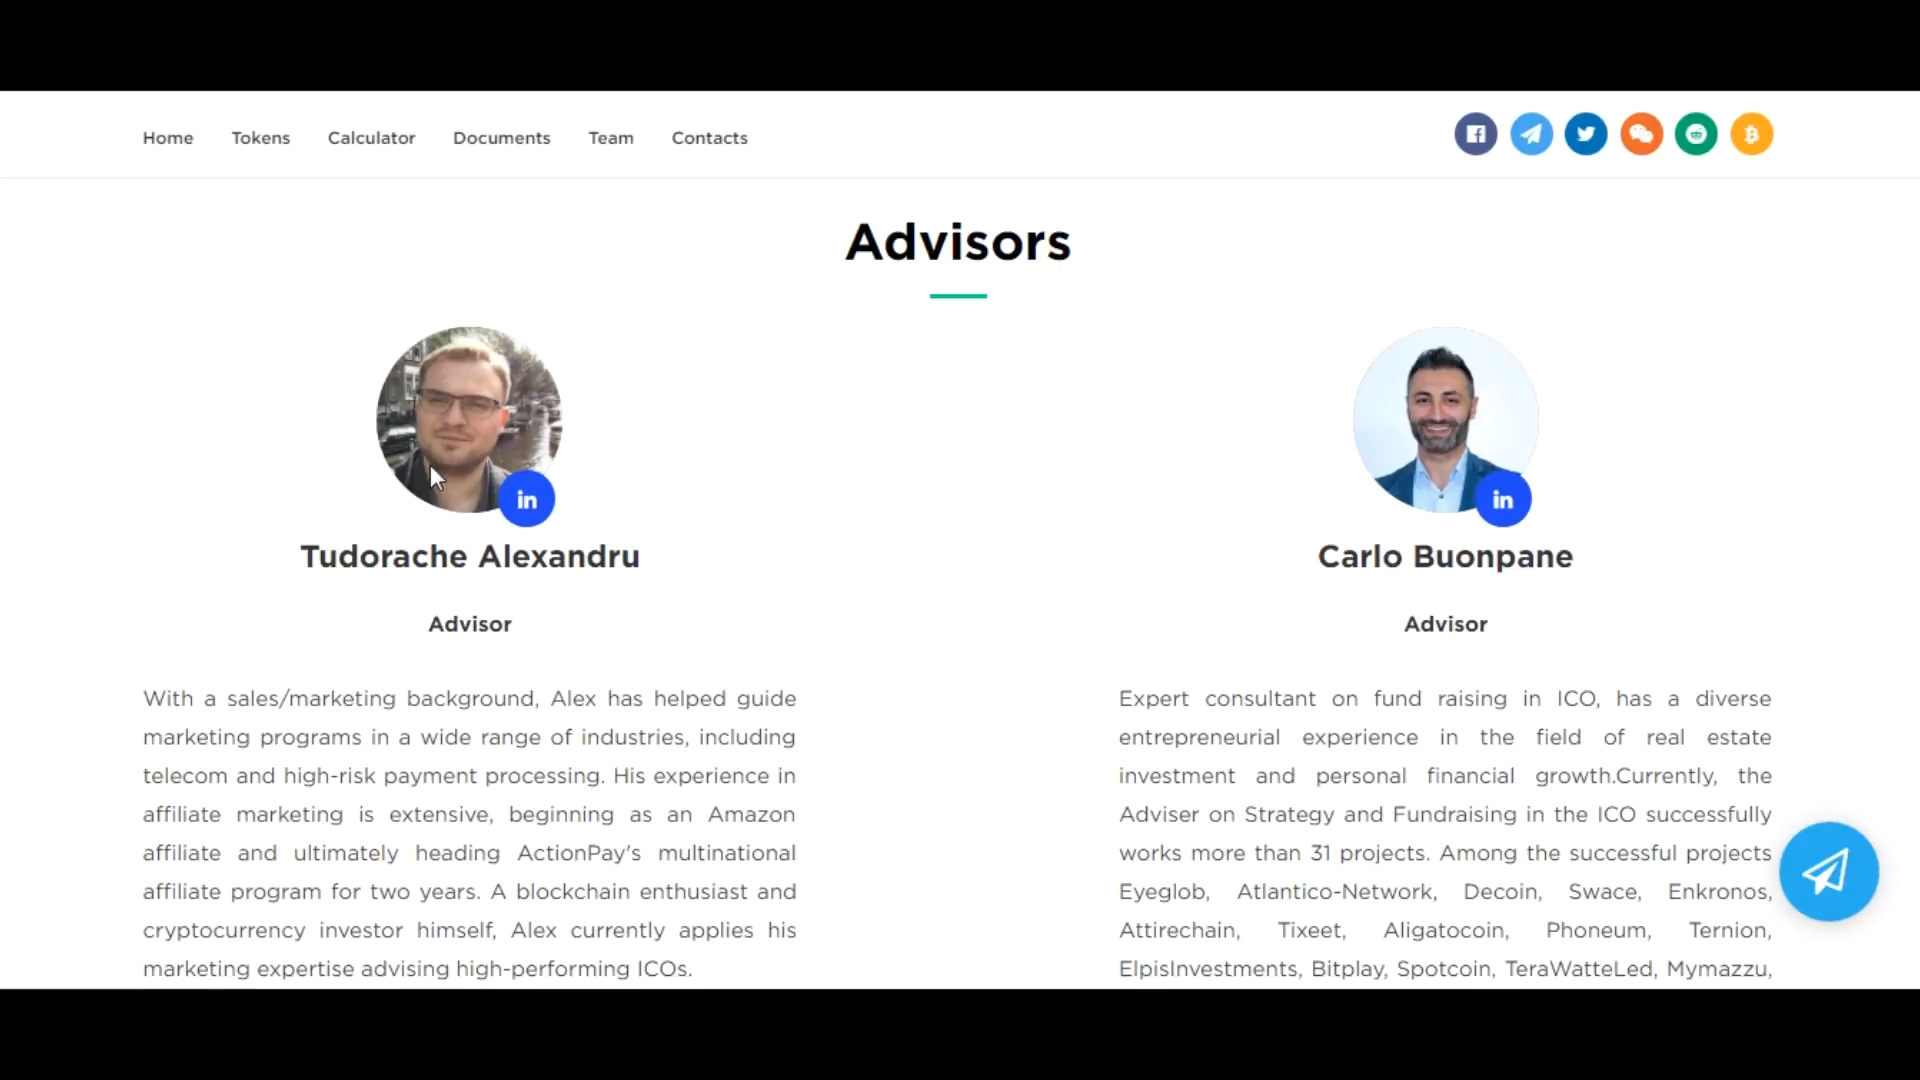 Home Tokens Calculator Documents Team Contacts
Advisors
in
in
Tudorache Alexandru
Advisor
With a sales/marketing background, Alex has helped guide
marketing programs in a wide range of industries, including
telecom and high-risk payment processing. His experience in
affiliate marketing is extensive, beginning as an Amazon
affiliate and ultimately heading ActionPay's multinational
affiliate program for two years. A blockchain enthusiast and
cryptocurrency investor himself, Alex currently applies his
marketing expertise advising high-performing ICOs.
Carlo Buonpane
Advisor
Expert consultant on fund raising in ICO, has a diverse
entrepreneurial experience in the field of real estate
investment and personal financial growth.Currently, the
Adviser on Strategy and Fundraising in the ICO successfully
works more than 31 projects. Among the successful projects
Eyeglob, Atlantico-Network, Decoin, Swace, Enkronos,
Attirechain, Tixeet, Aligatocoin, Phoneum, Ternion,
ElpisInvestments, Bitplay, Spotcoin, TeraWatteLed, Mymazzu,